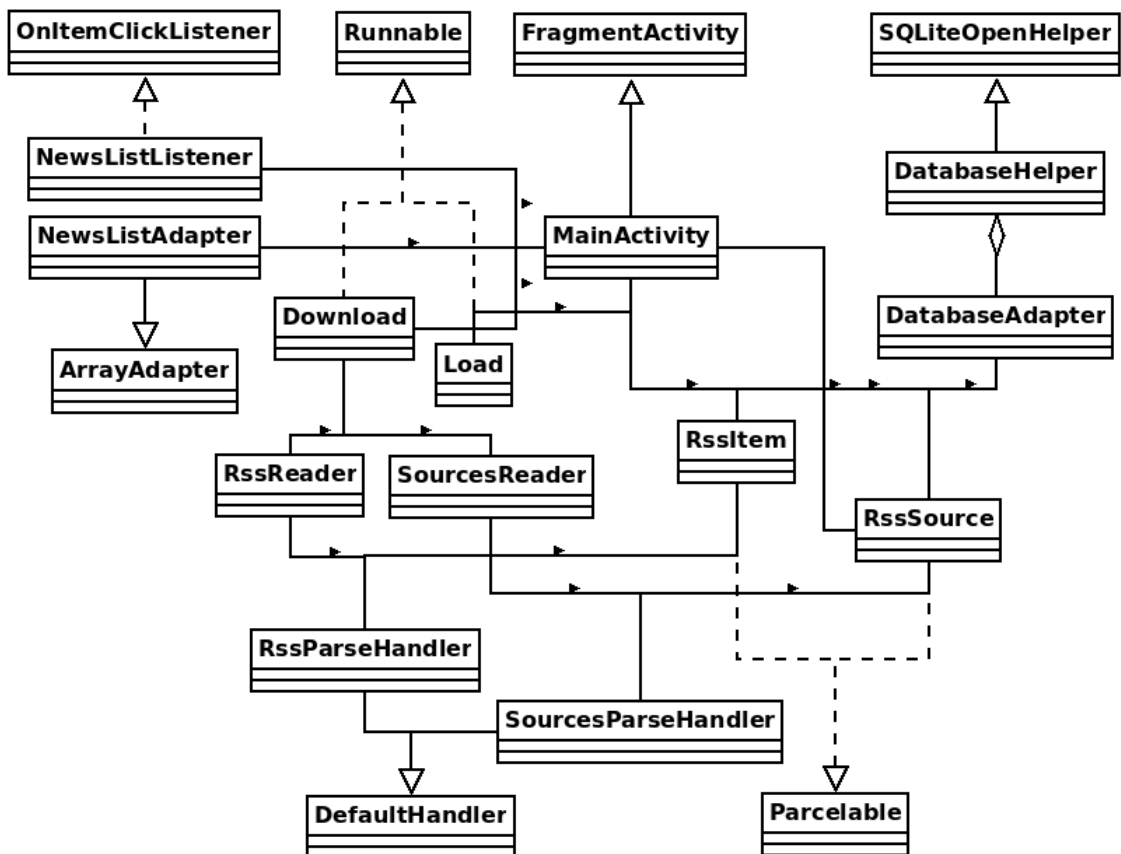 OnItemClickListener
Runnable
FragmentActivity
SQLiteOpenHelper
NewsListListener
DatabaseHelper
NewsListAdapter
MainActivity
Download
DatabaseAdapter
Load
ArrayAdapter
RssItem
RssReader
SourcesReader
RssSource
RssParseHandler
SourcesParseHandler
DefaultHandler
Parcelable